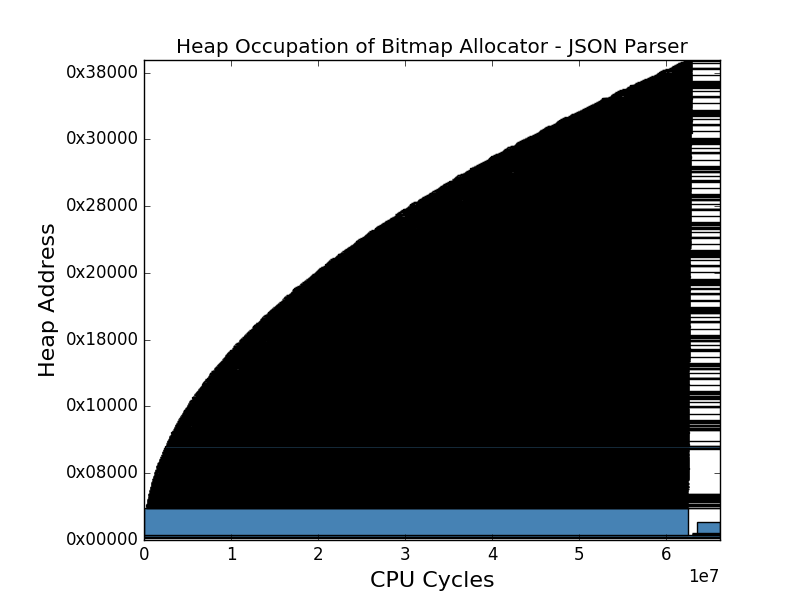 Heap Occupation of Bitmap Allocator - JSON Parser
0x38000
0x30000
0x28000
0x20000
0x18000
0x10000
0x08000
0x00000
Heap Address
0 1 2 3 4 5 6
1e7
CPU Cycles